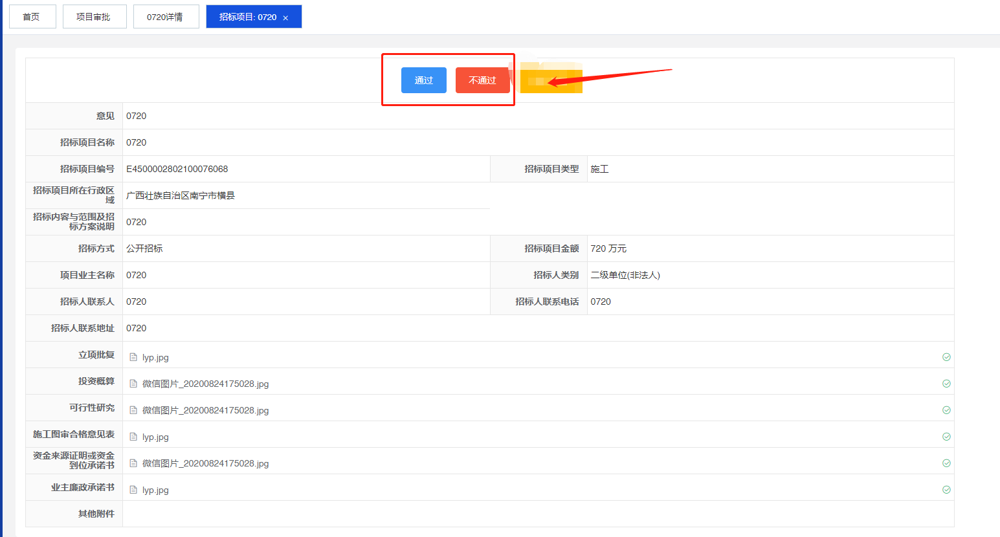 首页
项目审批
0720详情
招标项目: 0720 ×
通过
不通过
意见
0720
招标项目名称
0720
招标项目编号
E4500002802100076068
招标项目类型
施工
招标项目所在行政区
域
广西壮族自治区南宁市横县
招标内容与范围及招
标方案说明
0720
招标方式
公开招标
招标项目金额
720 万元
项目业主名称
0720
招标人类别
二级单位(非法人)
招标人联系人
0720
招标人联系电话
0720
招标人联系地址
0720
立项批复
lyp.jpg
投资概算
微信图片_20200824175028.jpg
可行性研究
微信图片_20200824175028.jpg
施工图审合格意见表
lyp.jpg
资金来源证明或资金
到位承诺书
微信图片_20200824175028.jpg
业主廉政承诺书
lyp.jpg
其他附件